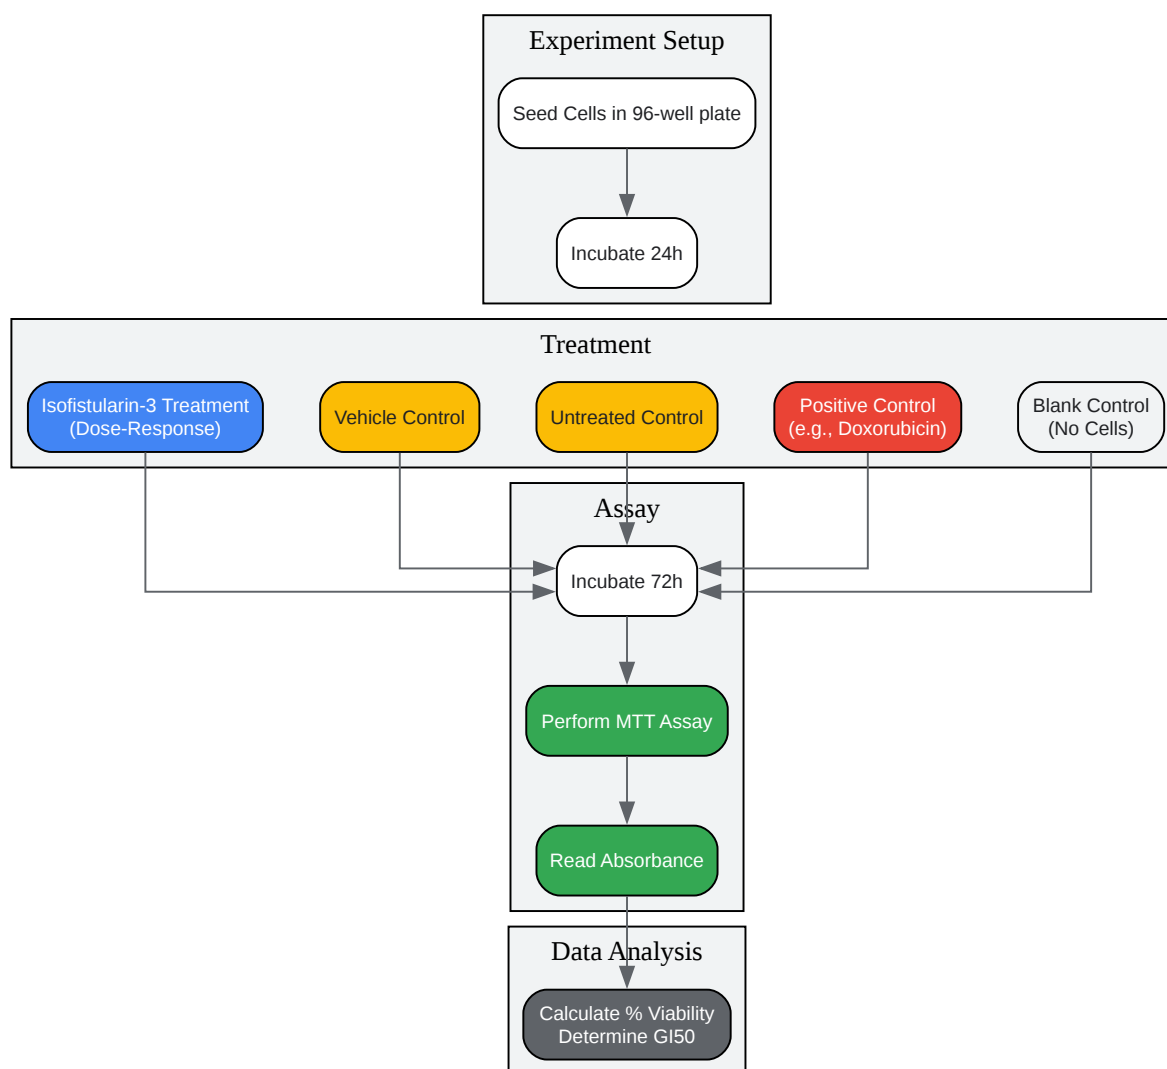 Experiment Setup
Seed Cells in 96-well plate
Incubate 24h
Treatment
Isofistularin-3 Treatment
(Dose-Response)
Vehicle Control
Untreated Control
Positive Control
(e.g., Doxorubicin)
Blank Control
(No Cells)
Assay
Incubate 72h
Perform MTT Assay
Read Absorbance
Data Analysis
Calculate % Viability
Determine GI50